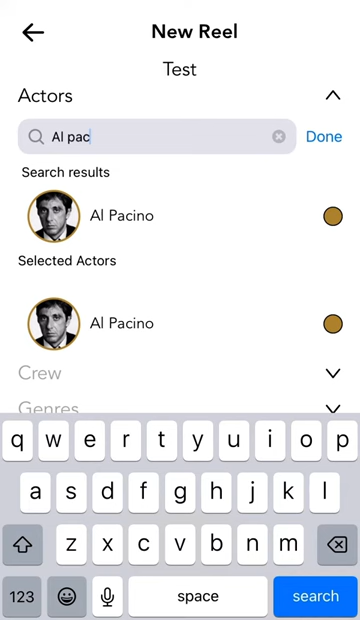 New Reel
Test
Actors
Al pac
Done
Search results
Al Pacino
Selected Actors
Al Pacino
Crew
Genres
q w e r t y u i o p
a s d f g h j k l
z x c v b n m
123 space search